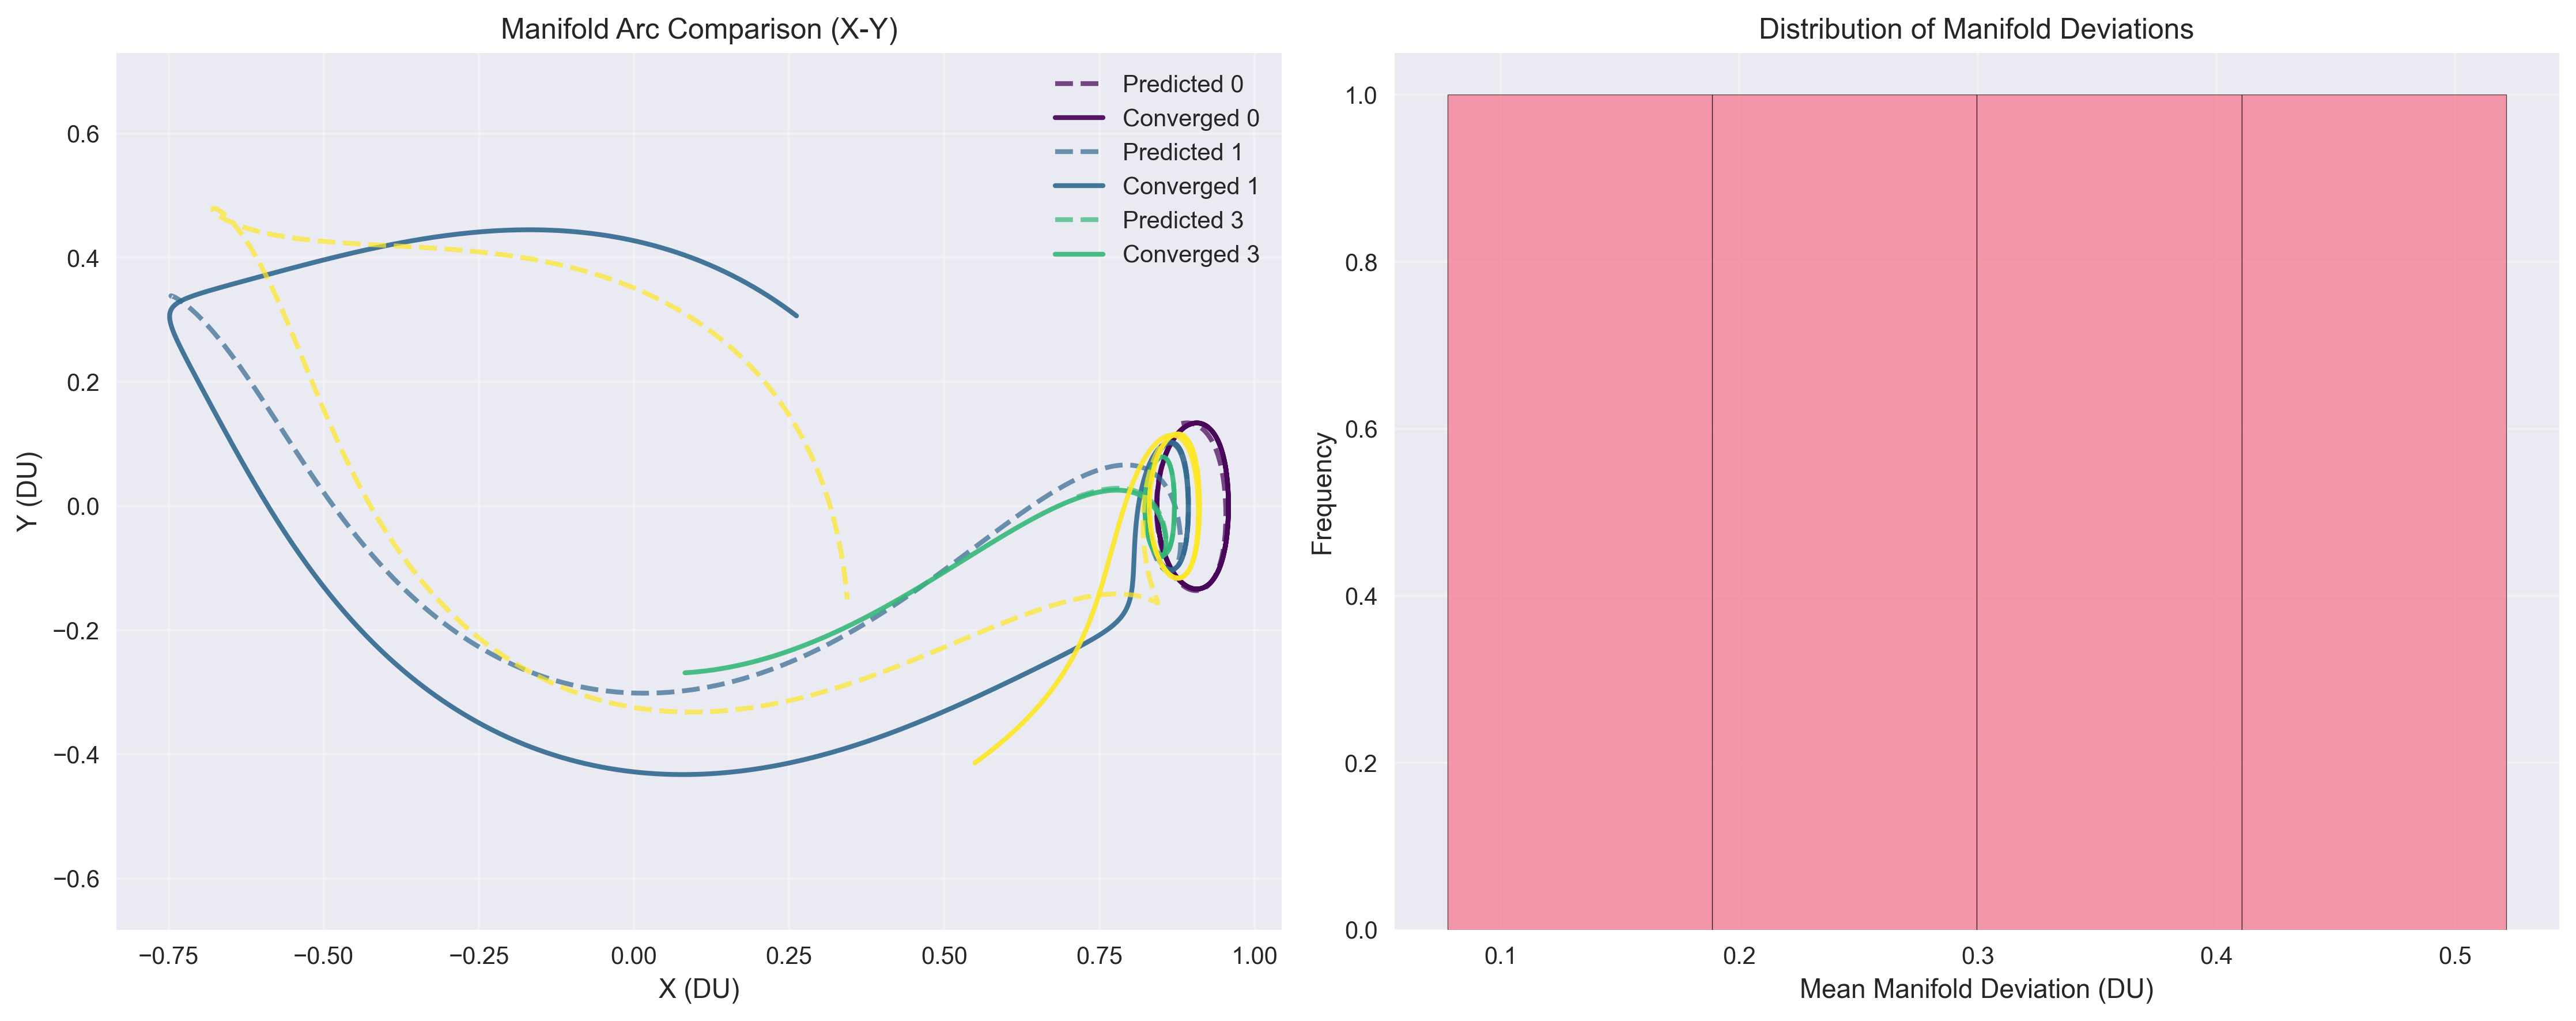 Manifold Arc Comparison (X-Y)
Predicted 0
Converged 0
Predicted 1
Converged 1
Predicted 3
Converged 3
Y (DU)
0.6
0.4
0.2
0.0
−0.2
−0.4
−0.6
−0.75
−0.50
−0.25
0.00
0.25
0.50
0.75
1.00
X (DU)
Distribution of Manifold Deviations
Frequency
1.0
0.8
0.6
0.4
0.2
0.0
0.1
0.2
0.3
0.4
0.5
Mean Manifold Deviation (DU)